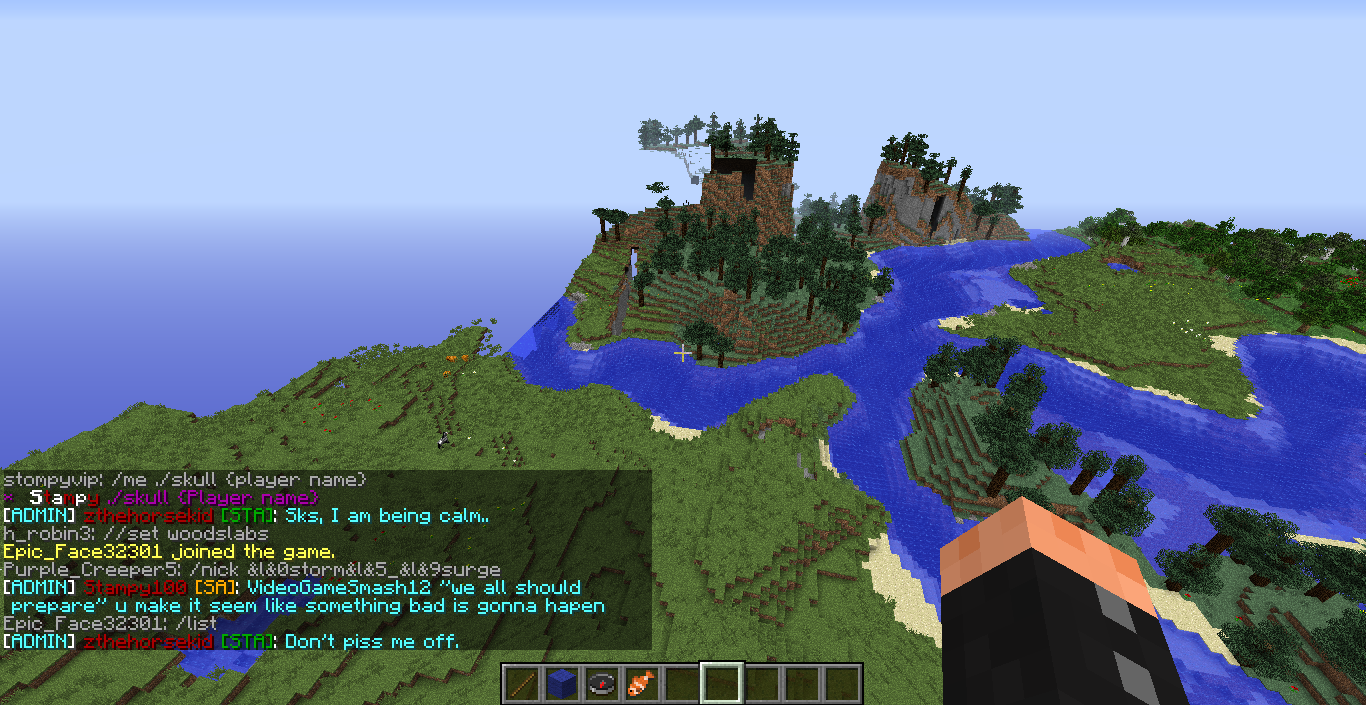 stompyvip: /me ./skull {player name}
* Stampy ./skull {Player name}
[ADMIN] zthehorsekid [STA]: Sks, I am being calm..
h_robin3: //set woodslabs
Epic_Face32301 joined the game.
Purple_Creeper5: /nick &l&0storm&l&5_&l&9surge
[ADMIN] Stampy100 [SA]: VideoGameSmash12 "we all should
prepare" u make it seem like something bad is gonna hapen
Epic_Face32301: /list
[ADMIN] zthehorsekid [STA]: Don't piss me off.